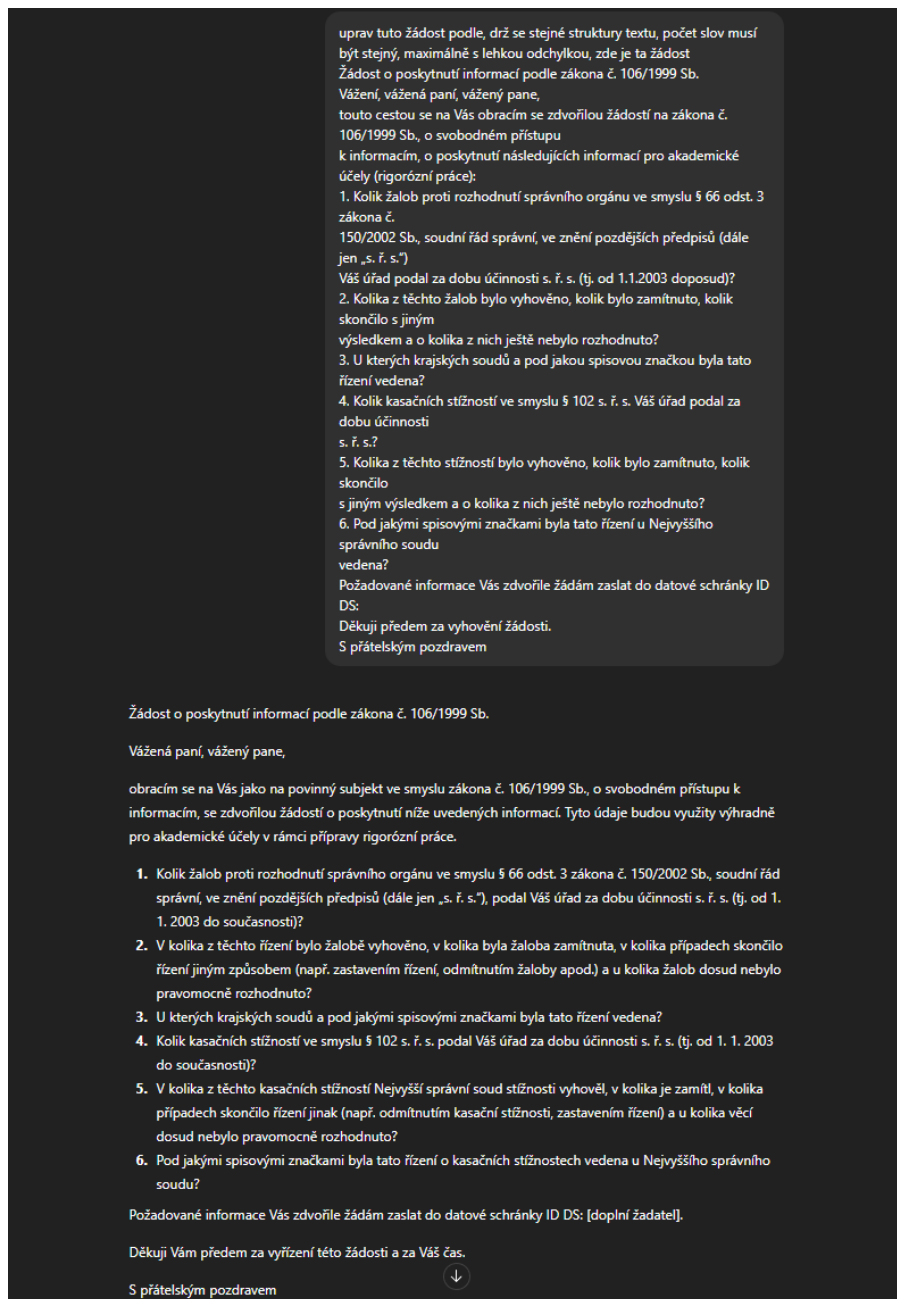 uprav tuto žádost podle, drž se stejné struktury textu, počet slov musí
být stejný, maximálně s lehkou odchylkou, zde je ta žádost
Žádost o poskytnutí informací podle zákona č. 106/1999 Sb.
Vážení, vážená paní, vážený pane,
touto cestou se na Vás obracím se zdvořilou žádostí na zákona č.
106/1999 Sb., o svobodném přístupu
k informacím, o poskytnutí následujících informací pro akademické
účely (rigorózní práce):
1. Kolik žalob proti rozhodnutí správního orgánu ve smyslu § 66 odst. 3
zákona č.
150/2002 Sb., soudní řád správní, ve znění pozdějších předpisů (dále
jen „s. ř. s.“)
Váš úřad podal za dobu účinnosti s. ř. s. (tj. od 1.1.2003 doposud)?
2. Kolika z těchto žalob bylo vyhověno, kolik bylo zamítnuto, kolik
skončilo s jiným
výsledkem a o kolika z nich ještě nebylo rozhodnuto?
3. U kterých krajských soudů a pod jakou spisovou značkou byla tato
řízení vedena?
4. Kolik kasačních stížností ve smyslu § 102 s. ř. s. Váš úřad podal za
dobu účinnosti
s. ř. s.?
5. Kolika z těchto stížností bylo vyhověno, kolik bylo zamítnuto, kolik
skončilo
s jiným výsledkem a o kolika z nich ještě nebylo rozhodnuto?
6. Pod jakými spisovými značkami byla tato řízení u Nejvyššího
správního soudu
vedena?
Požadované informace Vás zdvořile žádám zaslat do datové schránky ID
DS:
Děkuji předem za vyhovění žádosti.
S přátelským pozdravem
Žádost o poskytnutí informací podle zákona č. 106/1999 Sb.
Vážená paní, vážený pane,
obracím se na Vás jako na povinný subjekt ve smyslu zákona č. 106/1999 Sb., o svobodném přístupu k
informacím, se zdvořilou žádostí o poskytnutí níže uvedených informací. Tyto údaje budou využity výhradně
pro akademické účely v rámci přípravy rigorózní práce.
1. Kolik žalob proti rozhodnutí správního orgánu ve smyslu § 66 odst. 3 zákona č. 150/2002 Sb., soudní řád
správní, ve znění pozdějších předpisů (dále jen „s. ř. s.“), podal Váš úřad za dobu účinnosti s. ř. s. (tj. od 1.
1. 2003 do současnosti)?
2. V kolika z těchto řízení bylo žalobě vyhověno, v kolika byla žaloba zamítnuta, v kolika případech skončilo
řízení jiným způsobem (např. zastavením řízení, odmítnutím žaloby apod.) a u kolika žalob dosud nebylo
pravomocně rozhodnuto?
3. U kterých krajských soudů a pod jakými spisovými značkami byla tato řízení vedena?
4. Kolik kasačních stížností ve smyslu § 102 s. ř. s. podal Váš úřad za dobu účinnosti s. ř. s. (tj. od 1. 1. 2003
do současnosti)?
5. V kolika z těchto kasačních stížností Nejvyšší správní soud stížnosti vyhověl, v kolika je zamítl, v kolika
případech skončilo řízení jinak (např. odmítnutím kasační stížnosti, zastavením řízení) a u kolika věcí
dosud nebylo pravomocně rozhodnuto?
6. Pod jakými spisovými značkami byla tato řízení o kasačních stížnostech vedena u Nejvyššího správního
soudu?
Požadované informace Vás zdvořile žádám zaslat do datové schránky ID DS: [doplní žadatel].
Děkuji Vám předem za vyřízení této žádosti a za Váš čas.
S přátelským pozdravem